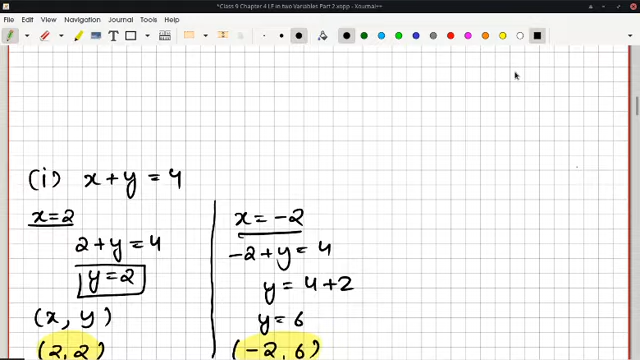 *Class 9 Chapter 4 LF in two Variables Part 2.xopp - Xournal++
File Edit View Navigation Journal Tools Help
(i) x + y = 4
x = 2
2 + y = 4
y = 2
(x, y)
(2, 2)
x = -2
-2 + y = 4
y = 4 + 2
y = 6
(-2, 6)